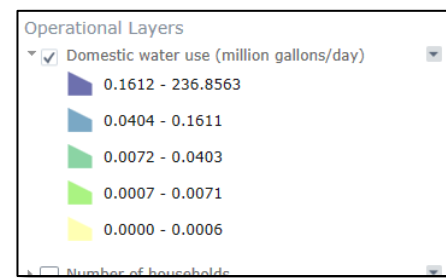 Operational Layers
Domestic water use (million gallons/day)
0.1612 - 236.8563
0.0404 - 0.1611
0.0072 - 0.0403
0.0007 - 0.0071
0.0000 - 0.0006
Number of households